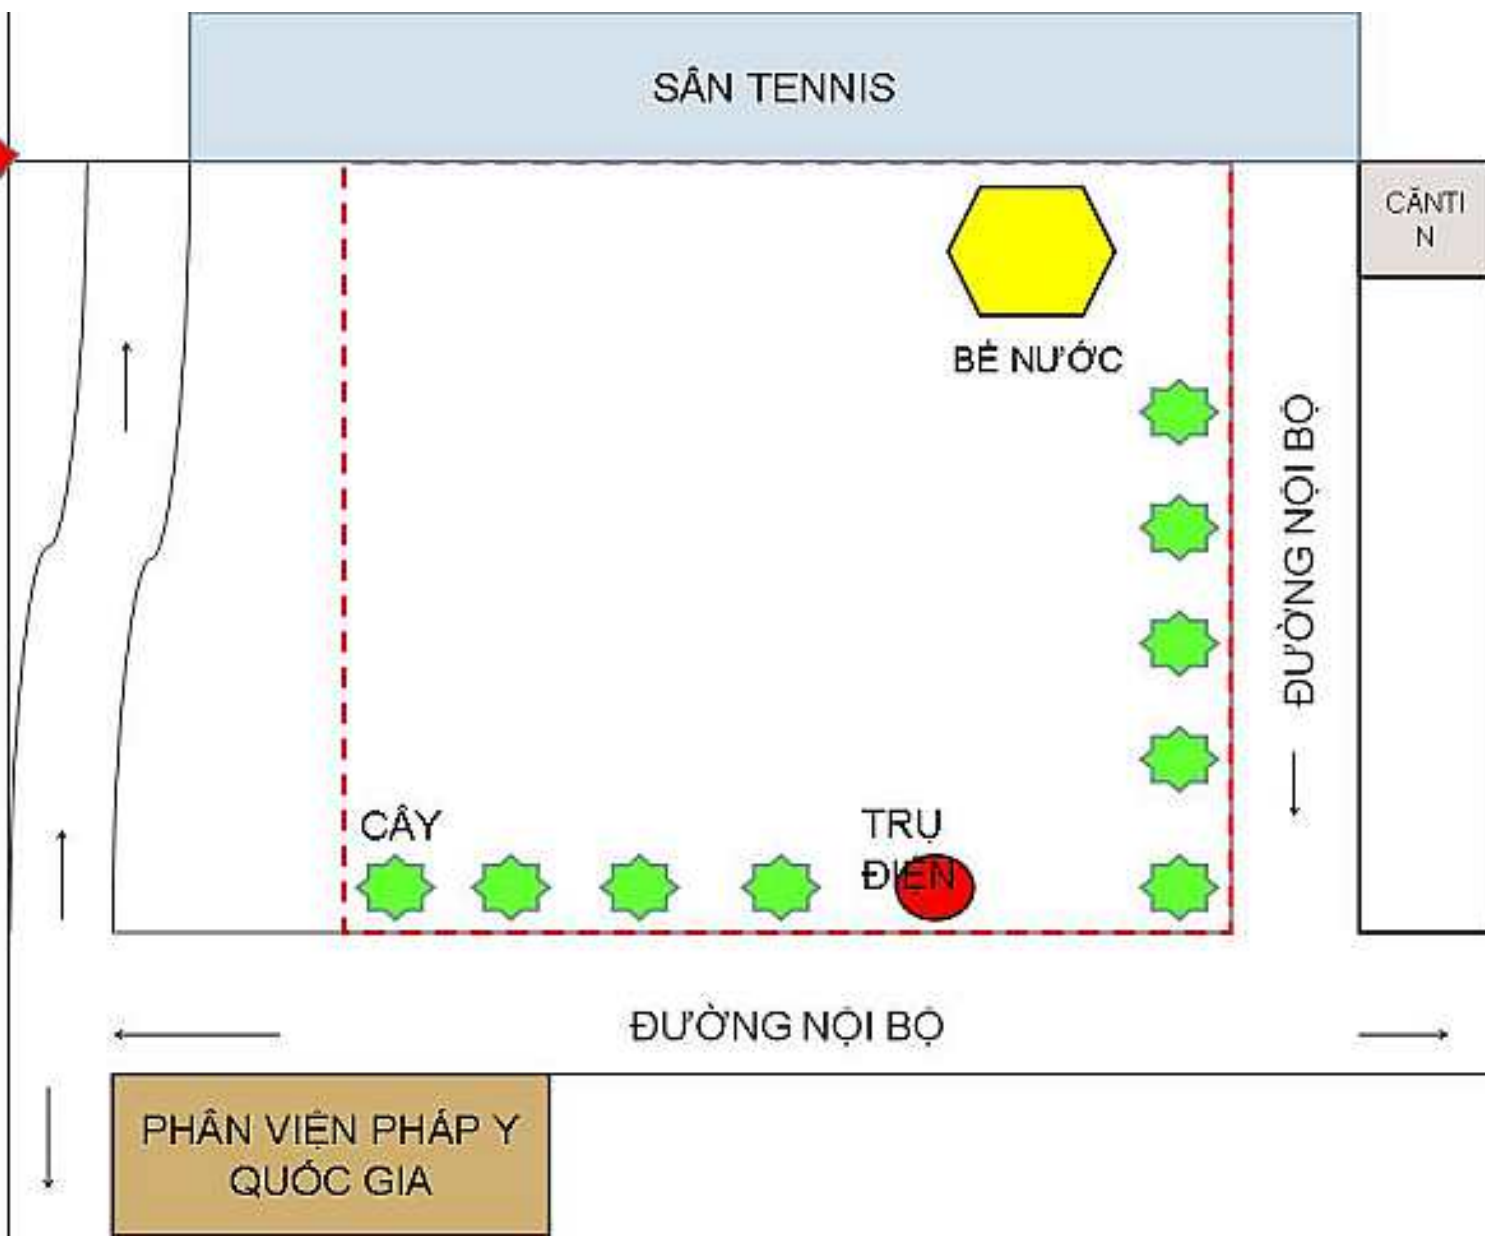 SÂN TENNIS
CĂNTI
N
BỂ NƯỚC
ĐƯỜNG NỘI BỘ
CÂY
TRỤ
ĐIỆN
ĐƯỜNG NỘI BỘ
PHÂN VIỆN PHÁP Y
QUỐC GIA